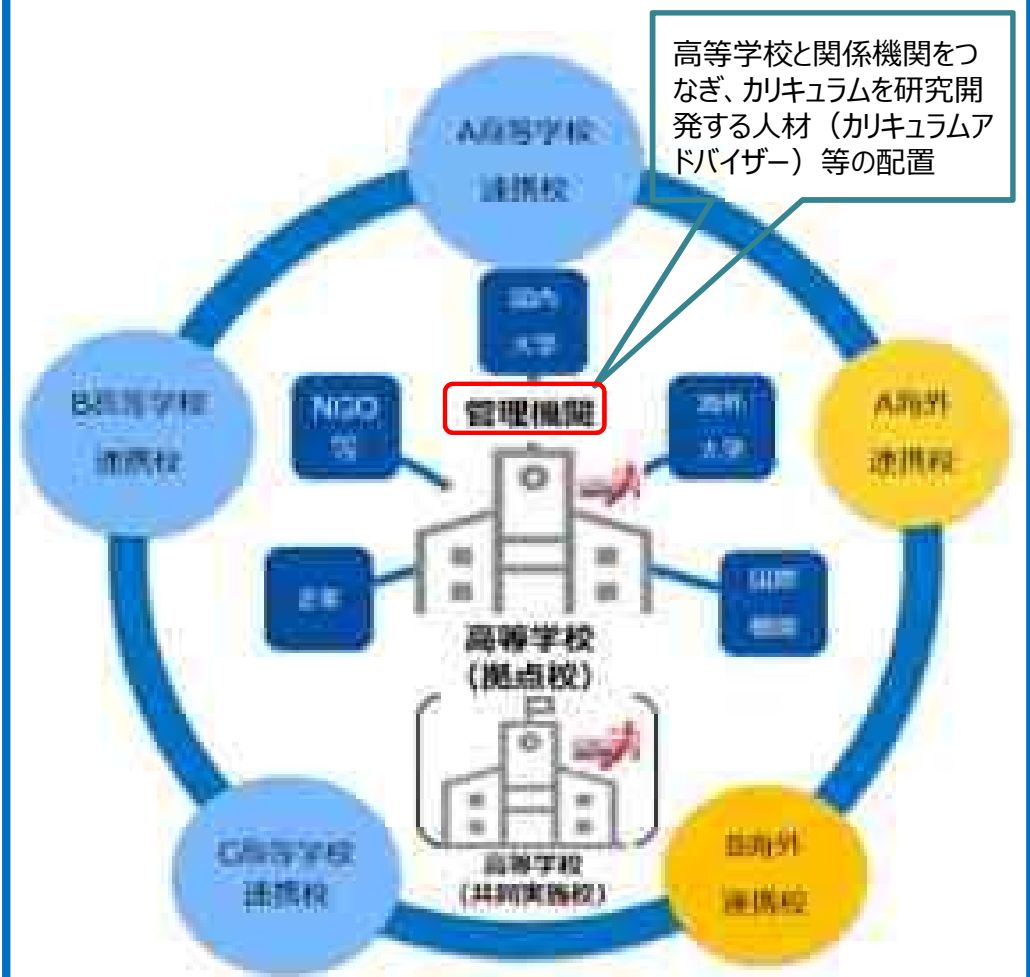 高等学校と関係機関をつ
なぎ、カリキュラムを研究開
発する人材（カリキュラムア
ドバイザー）等の配置
A高等学校
連携校
国内
大学
B高等学校
連携校
NGO
等
管理機関
海外
大学
A海外
連携校
企業
国際
機関
高等学校
（拠点校）
C高等学校
連携校
高等学校
（共同実施校）
B海外
連携校